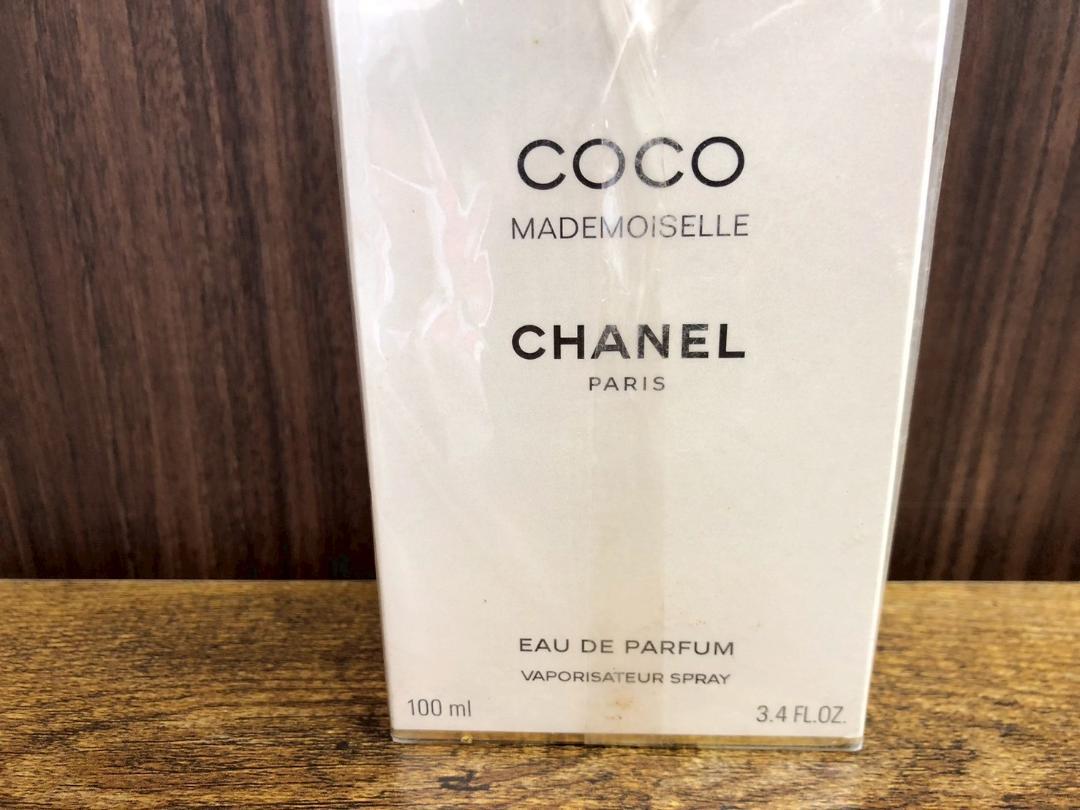 COCO
MADEMOISELLE
CHANEL
PARIS
EAU DE PARFUM
VAPORISATEUR SPRAY
100 ml 3.4 FL.OZ.